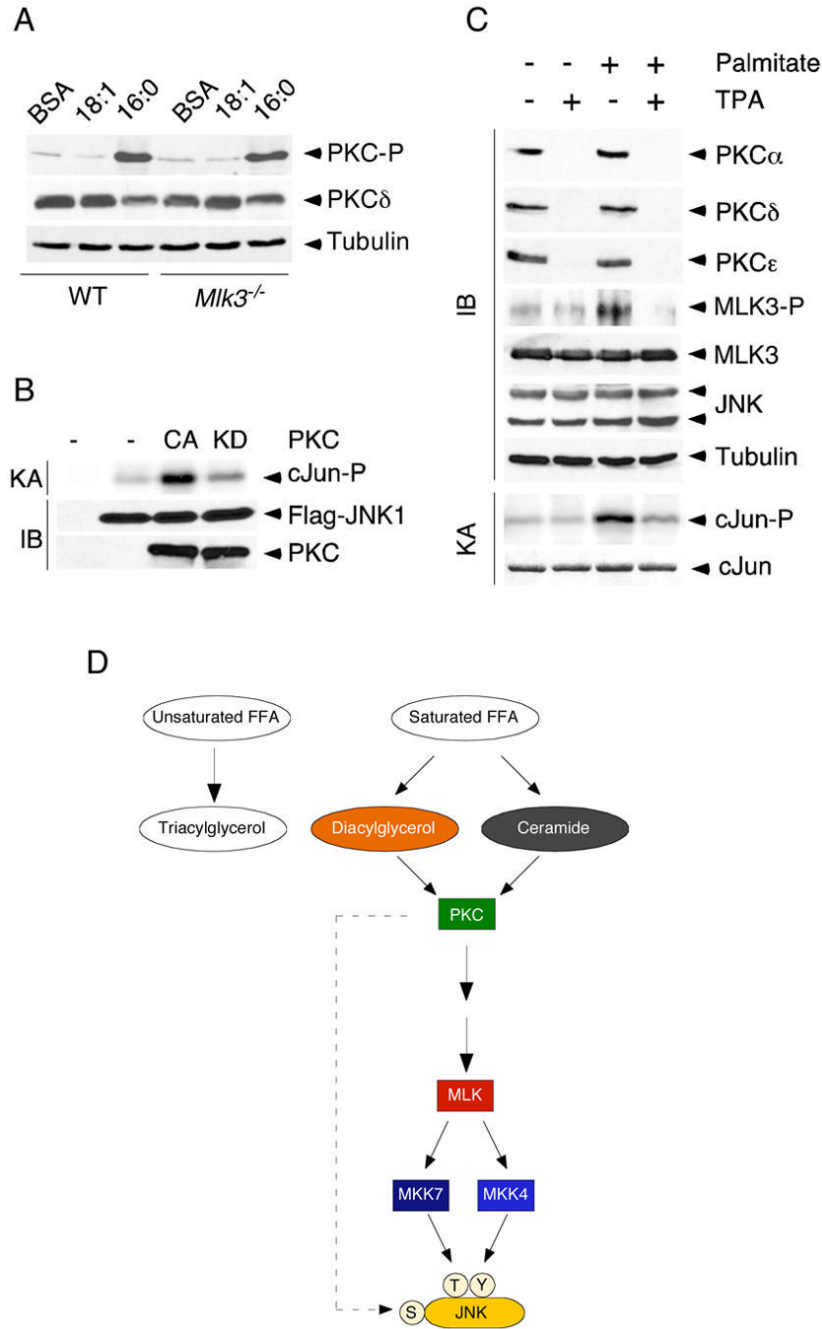 A
BSA 18:1 16:0 BSA 18:1 16:0
PKC-P
PKCδ
Tubulin
WT Mlk3-/-
B
- - CA KD PKC
KA cJun-P
IB Flag-JNK1
PKC
C
- - + + Palmitate
- + - + TPA
IB
PKCα
PKCδ
PKCε
MLK3-P
MLK3
JNK
Tubulin
KA
cJun-P
cJun
D
Unsaturated FFA Saturated FFA
Triacylglycerol Diacylglycerol Ceramide
PKC
MLK
MKK7 MKK4
T Y
S JNK